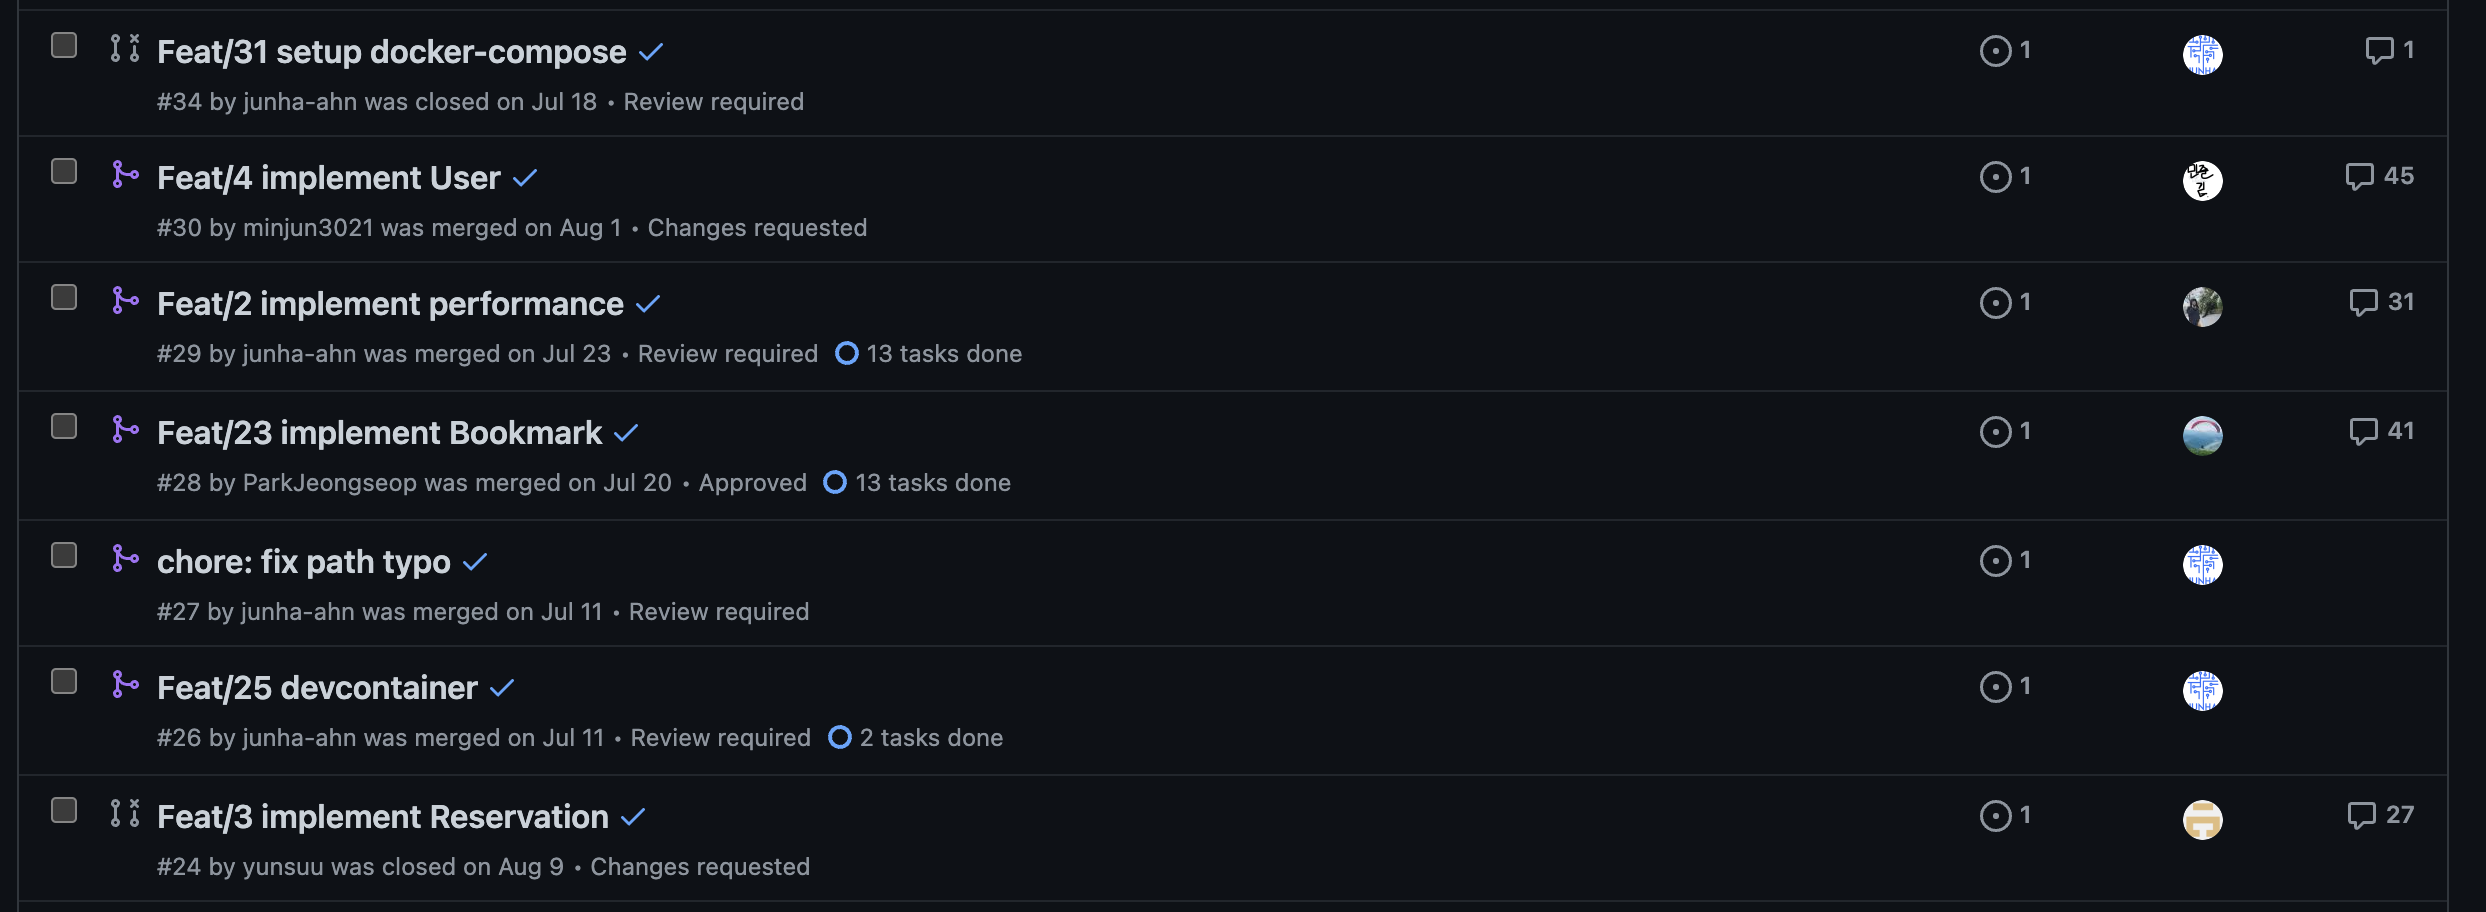 Feat/31 setup docker-compose 1 1
#34 by junha-ahn was closed on Jul 18 • Review required
Feat/4 implement User 1 민준 김 45
#30 by minjun3021 was merged on Aug 1 • Changes requested
Feat/2 implement performance 1 31
#29 by junha-ahn was merged on Jul 23 • Review required 13 tasks done
Feat/23 implement Bookmark 1 41
#28 by ParkJeongseop was merged on Jul 20 • Approved 13 tasks done
chore: fix path typo 1
#27 by junha-ahn was merged on Jul 11 • Review required
Feat/25 devcontainer 1
#26 by junha-ahn was merged on Jul 11 • Review required 2 tasks done
Feat/3 implement Reservation 1 27
#24 by yunsuu was closed on Aug 9 • Changes requested